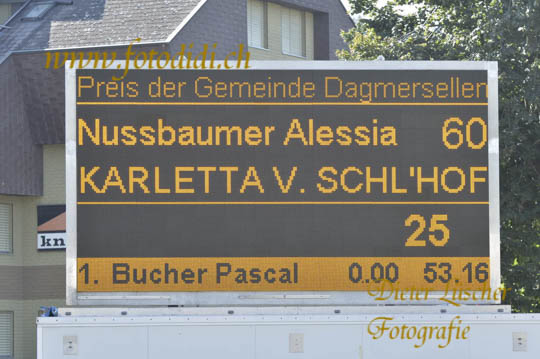 www.fotodidi.ch
Preis der Gemeinde Dagmersellen
Nussbaumer Alessia 60
KARLETTA V. SCHL'HOF
25
kn
1. Bucher Pascal 0.00 53.16
Dieter Lüscher
Fotografie